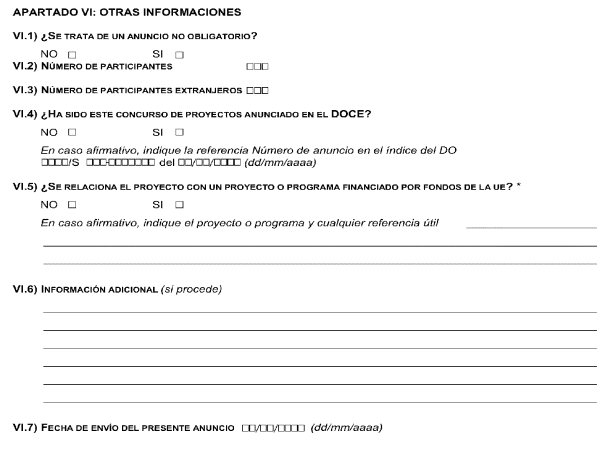 APARTADO VI: OTRAS INFORMACIONES
VI.1) ¿SE TRATA DE UN ANUNCIO NO OBLIGATORIO?
NO □ SI □
VI.2) NÚMERO DE PARTICIPANTES □□□
VI.3) NÚMERO DE PARTICIPANTES EXTRANJEROS □□□
VI.4) ¿HA SIDO ESTE CONCURSO DE PROYECTOS ANUNCIADO EN EL DOCE?
NO □ SI □
En caso afirmativo, indique la referencia Número de anuncio en el índice del DO
□□□□/S □□□-□□□□□□□ del □□/□□/□□□□ (dd/mm/aaaa)
VI.5) ¿SE RELACIONA EL PROYECTO CON UN PROYECTO O PROGRAMA FINANCIADO POR FONDOS DE LA UE? *
NO □ SI □
En caso afirmativo, indique el proyecto o programa y cualquier referencia útil
VI.6) INFORMACIÓN ADICIONAL (si procede)
VI.7) FECHA DE ENVÍO DEL PRESENTE ANUNCIO □□/□□/□□□□ (dd/mm/aaaa)